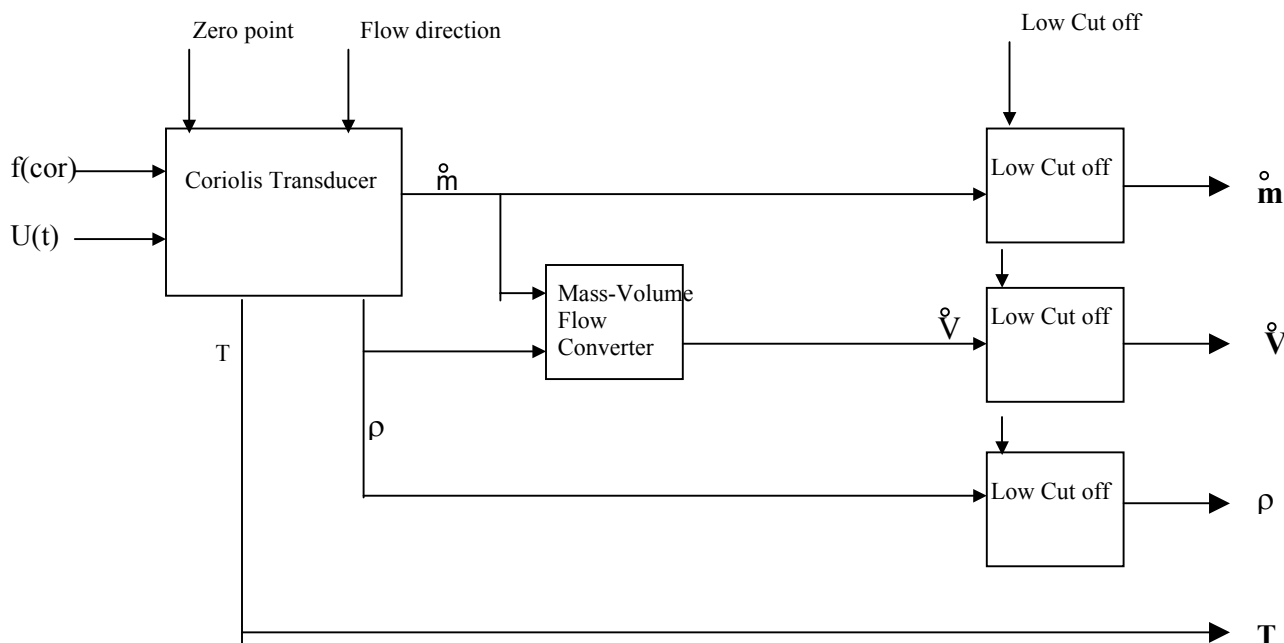 Zero point
Flow direction
Low Cut off
f(cor)
U(t)
Coriolis Transducer
m̊
Low Cut off
m̊
Mass-Volume
Flow
Converter
V̊
Low Cut off
V̊
T
ρ
Low Cut off
ρ
T